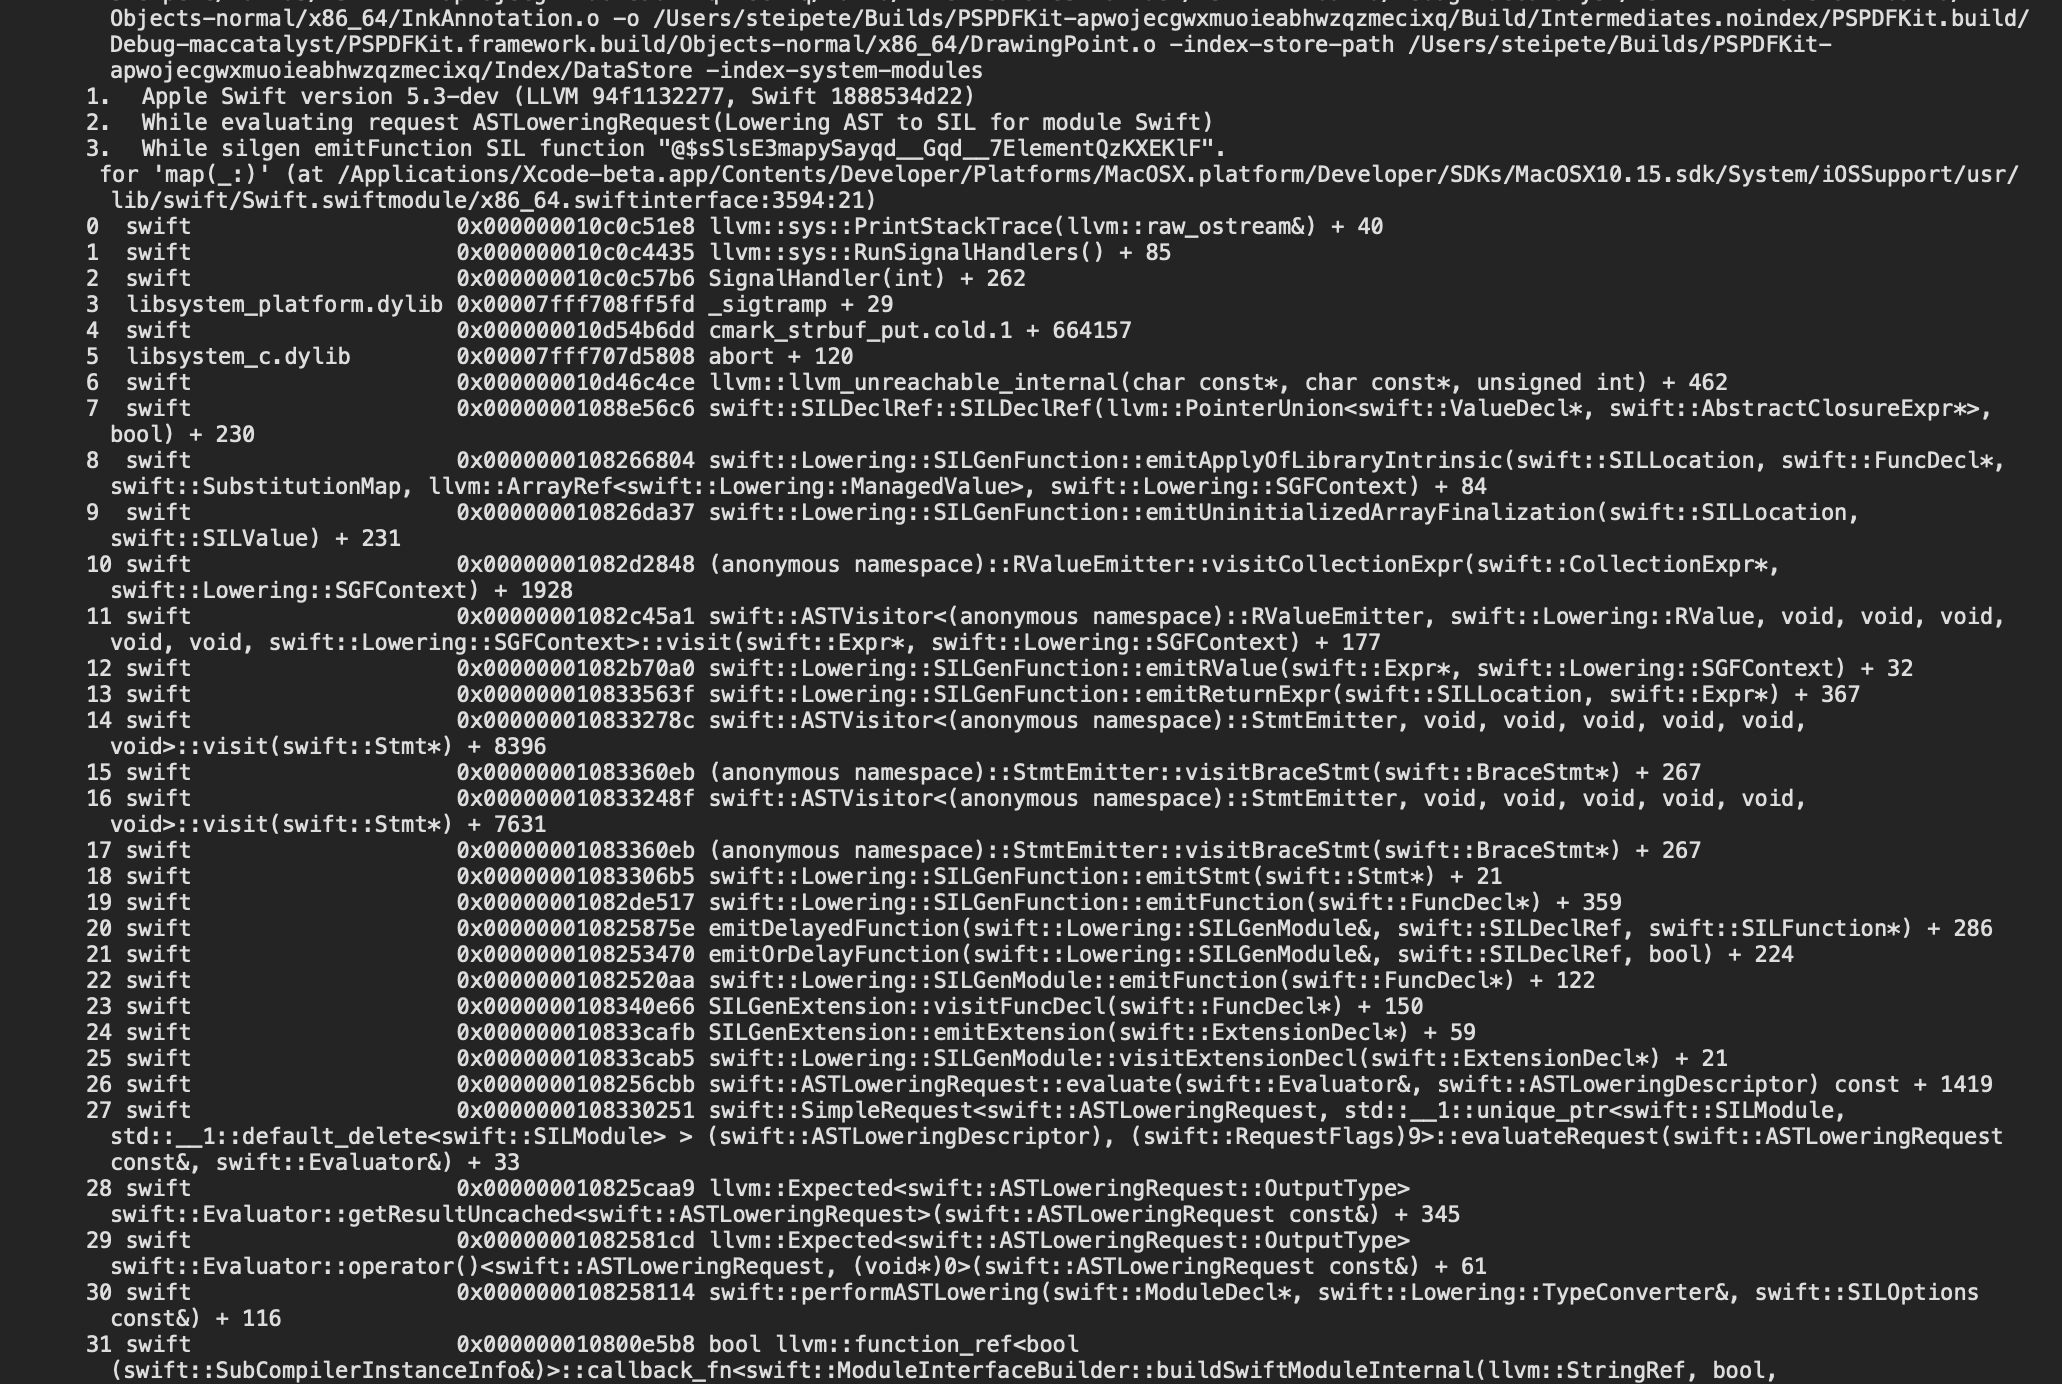 Objects-normal/x86_64/InkAnnotation.o -o /Users/steipete/Builds/PSPDFKit-apwojecgwxmuoieabhwzqzmecixq/Build/Intermediates.noindex/PSPDFKit.build/
Debug-maccatalyst/PSPDFKit.framework.build/Objects-normal/x86_64/DrawingPoint.o -index-store-path /Users/steipete/Builds/PSPDFKit-
apwojecgwxmuoieabhwzqzmecixq/Index/DataStore -index-system-modules
1.  Apple Swift version 5.3-dev (LLVM 94f1132277, Swift 1888534d22)
2.  While evaluating request ASTLoweringRequest(Lowering AST to SIL for module Swift)
3.  While silgen emitFunction SIL function "@$sSlsE3mapySayqd__Gqd__7ElementQzKXEKlF".
for 'map(_:)' (at /Applications/Xcode-beta.app/Contents/Developer/Platforms/MacOSX.platform/Developer/SDKs/MacOSX10.15.sdk/System/iOSSupport/usr/
lib/swift/Swift.swiftmodule/x86_64.swiftinterface:3594:21)
0  swift                    0x000000010c0c51e8 llvm::sys::PrintStackTrace(llvm::raw_ostream&) + 40
1  swift                    0x000000010c0c4435 llvm::sys::RunSignalHandlers() + 85
2  swift                    0x000000010c0c57b6 SignalHandler(int) + 262
3  libsystem_platform.dylib 0x00007fff708ff5fd _sigtramp + 29
4  swift                    0x000000010d54b6dd cmark_strbuf_put.cold.1 + 664157
5  libsystem_c.dylib        0x00007fff707d5808 abort + 120
6  swift                    0x000000010d46c4ce llvm::llvm_unreachable_internal(char const*, char const*, unsigned int) + 462
7  swift                    0x00000001088e56c6 swift::SILDeclRef::SILDeclRef(llvm::PointerUnion<swift::ValueDecl*, swift::AbstractClosureExpr*>,
bool) + 230
8  swift                    0x0000000108266804 swift::Lowering::SILGenFunction::emitApplyOfLibraryIntrinsic(swift::SILLocation, swift::FuncDecl*,
swift::SubstitutionMap, llvm::ArrayRef<swift::Lowering::ManagedValue>, swift::Lowering::SGFContext) + 84
9  swift                    0x000000010826da37 swift::Lowering::SILGenFunction::emitUninitializedArrayFinalization(swift::SILLocation,
swift::SILValue) + 231
10 swift                    0x00000001082d2848 (anonymous namespace)::RValueEmitter::visitCollectionExpr(swift::CollectionExpr*,
swift::Lowering::SGFContext) + 1928
11 swift                    0x00000001082c45a1 swift::ASTVisitor<(anonymous namespace)::RValueEmitter, swift::Lowering::RValue, void, void, void,
void, void, swift::Lowering::SGFContext>::visit(swift::Expr*, swift::Lowering::SGFContext) + 177
12 swift                    0x00000001082b70a0 swift::Lowering::SILGenFunction::emitRValue(swift::Expr*, swift::Lowering::SGFContext) + 32
13 swift                    0x000000010833563f swift::Lowering::SILGenFunction::emitReturnExpr(swift::SILLocation, swift::Expr*) + 367
14 swift                    0x000000010833278c swift::ASTVisitor<(anonymous namespace)::StmtEmitter, void, void, void, void, void,
void>::visit(swift::Stmt*) + 8396
15 swift                    0x00000001083360eb (anonymous namespace)::StmtEmitter::visitBraceStmt(swift::BraceStmt*) + 267
16 swift                    0x000000010833248f swift::ASTVisitor<(anonymous namespace)::StmtEmitter, void, void, void, void, void,
void>::visit(swift::Stmt*) + 7631
17 swift                    0x00000001083360eb (anonymous namespace)::StmtEmitter::visitBraceStmt(swift::BraceStmt*) + 267
18 swift                    0x00000001083306b5 swift::Lowering::SILGenFunction::emitStmt(swift::Stmt*) + 21
19 swift                    0x00000001082de517 swift::Lowering::SILGenFunction::emitFunction(swift::FuncDecl*) + 359
20 swift                    0x000000010825875e emitDelayedFunction(swift::Lowering::SILGenModule&, swift::SILDeclRef, swift::SILFunction*) + 286
21 swift                    0x0000000108253470 emitOrDelayFunction(swift::Lowering::SILGenModule&, swift::SILDeclRef, bool) + 224
22 swift                    0x00000001082520aa swift::Lowering::SILGenModule::emitFunction(swift::FuncDecl*) + 122
23 swift                    0x0000000108340e66 SILGenExtension::visitFuncDecl(swift::FuncDecl*) + 150
24 swift                    0x000000010833cafb SILGenExtension::emitExtension(swift::ExtensionDecl*) + 59
25 swift                    0x000000010833cab5 swift::Lowering::SILGenModule::visitExtensionDecl(swift::ExtensionDecl*) + 21
26 swift                    0x0000000108256cbb swift::ASTLoweringRequest::evaluate(swift::Evaluator&, swift::ASTLoweringDescriptor) const + 1419
27 swift                    0x0000000108330251 swift::SimpleRequest<swift::ASTLoweringRequest, std::__1::unique_ptr<swift::SILModule,
std::__1::default_delete<swift::SILModule> > (swift::ASTLoweringDescriptor), (swift::RequestFlags)9>::evaluateRequest(swift::ASTLoweringRequest
const&, swift::Evaluator&) + 33
28 swift                    0x000000010825caa9 llvm::Expected<swift::ASTLoweringRequest::OutputType>
swift::Evaluator::getResultUncached<swift::ASTLoweringRequest>(swift::ASTLoweringRequest const&) + 345
29 swift                    0x00000001082581cd llvm::Expected<swift::ASTLoweringRequest::OutputType>
swift::Evaluator::operator()<swift::ASTLoweringRequest, (void*)0>(swift::ASTLoweringRequest const&) + 61
30 swift                    0x0000000108258114 swift::performASTLowering(swift::ModuleDecl*, swift::Lowering::TypeConverter&, swift::SILOptions
const&) + 116
31 swift                    0x000000010800e5b8 bool llvm::function_ref<bool
(swift::SubCompilerInstanceInfo&)>::callback_fn<swift::ModuleInterfaceBuilder::buildSwiftModuleInternal(llvm::StringRef, bool,